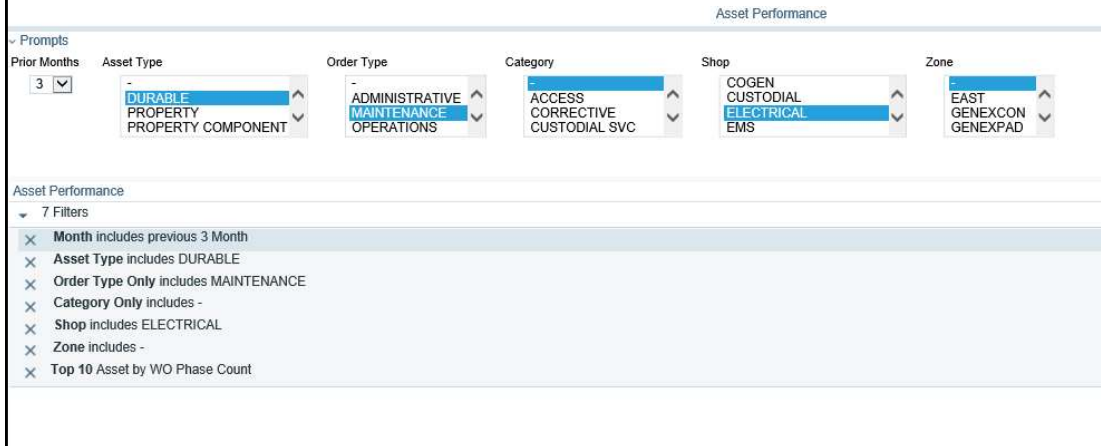 Asset Performance
Prompts
Prior Months Asset Type Order Type Category Shop Zone
3
-
DURABLE
PROPERTY
PROPERTY COMPONENT
-
ADMINISTRATIVE
MAINTENANCE
OPERATIONS
-
ACCESS
CORRECTIVE
CUSTODIAL SVC
COGEN
CUSTODIAL
ELECTRICAL
EMS
-
EAST
GENEXCON
GENEXPAD
Asset Performance
7 Filters
Month includes previous 3 Month
Asset Type includes DURABLE
Order Type Only includes MAINTENANCE
Category Only includes -
Shop includes ELECTRICAL
Zone includes -
Top 10 Asset by WO Phase Count